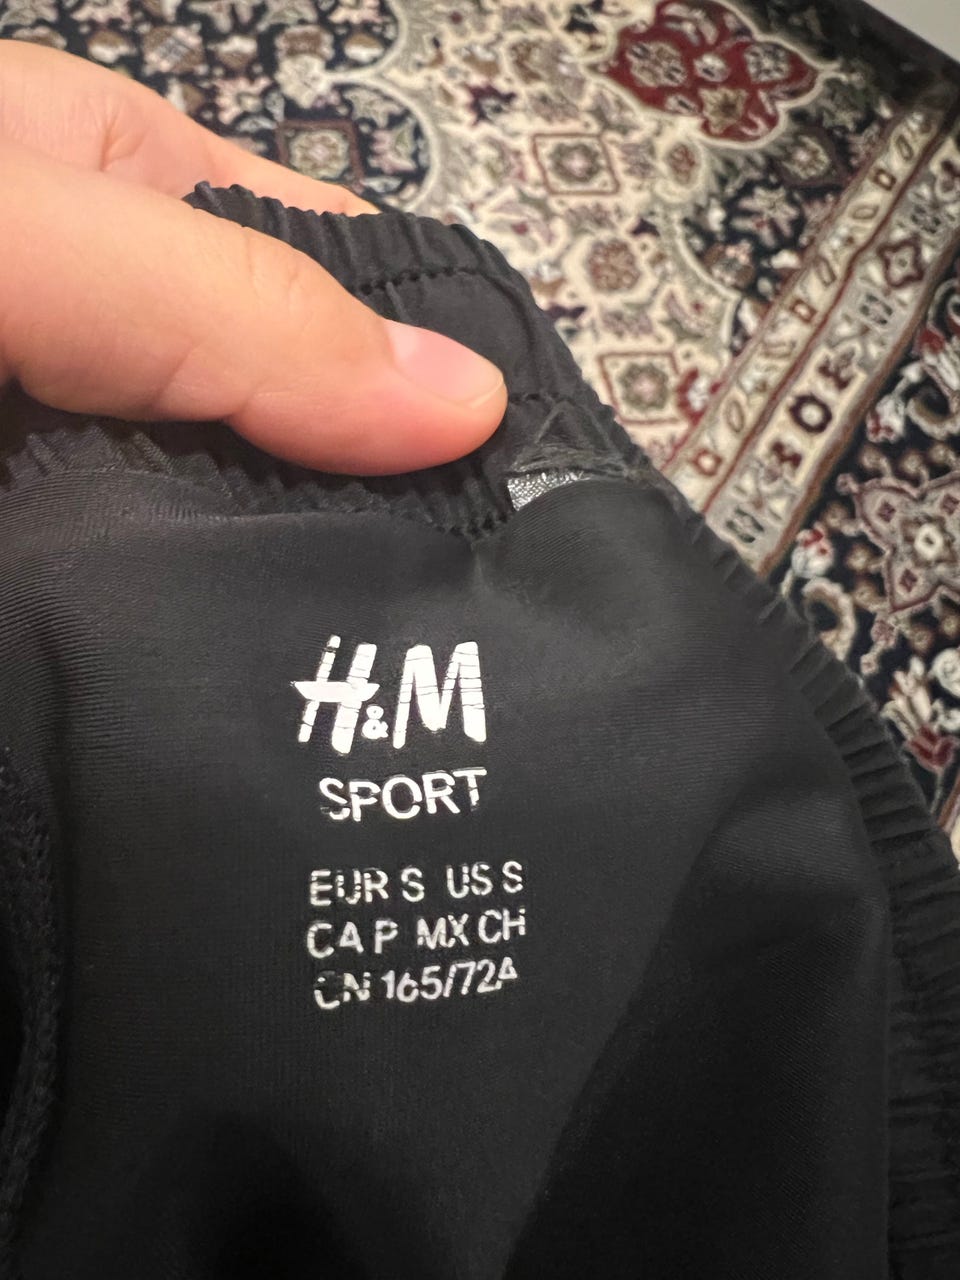 H&M
SPORT
EUR S US S
CA P MX CH
CN 165/72A